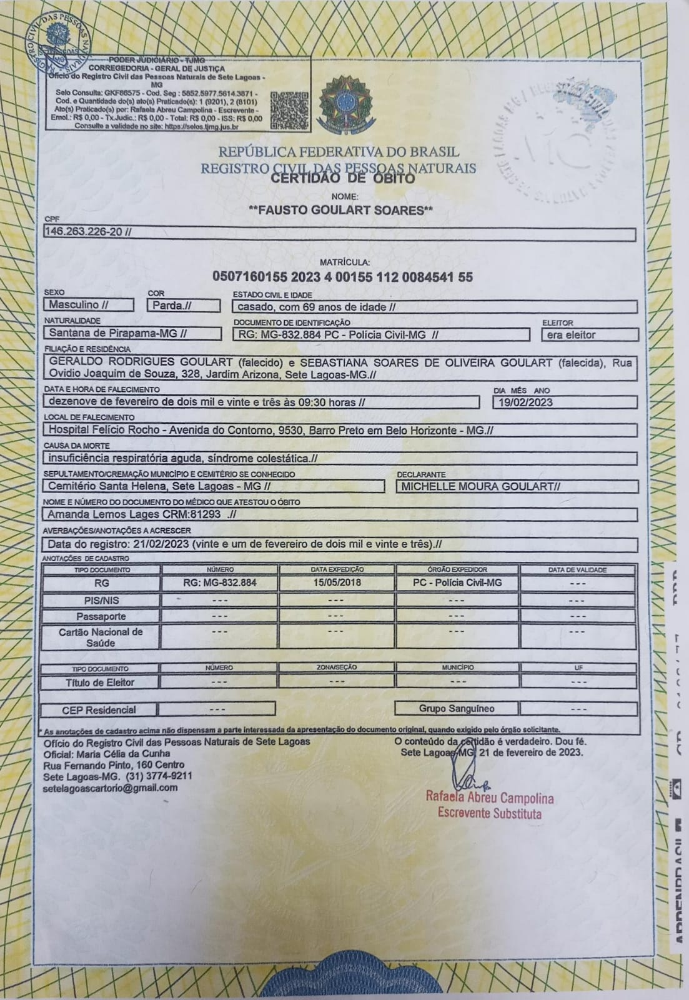 PODER JUDICIÁRIO - TJMG
CORREGEDORIA - GERAL DE JUSTIÇA
Ofício do Registro Civil das Pessoas Naturais de Sete Lagoas -
MG
Selo Consulta: GKF86575 - Cod. Seg : 5852.5977.5614.3871 -
Cod. e Quantidade do(s) ato(s) Praticado(s): 1 (9201), 2 (8101)
Ato(s) Praticado(s) por: Rafaela Abreu Campolina - Escrevente -
Emol.: R$ 0,00 - Tx.Judic.: R$ 0,00 - Total: R$ 0,00 - ISS: R$ 0,00
Consulte a validade no site: https://selos.tjmg.jus.br
REPÚBLICA FEDERATIVA DO BRASIL
REGISTRO CIVIL DAS PESSOAS NATURAIS
CERTIDÃO DE ÓBITO
NOME:
**FAUSTO GOULART SOARES**
CPF
146.263.226-20 //
MATRÍCULA:
0507160155 2023 4 00155 112 0084541 55
SEXO COR ESTADO CIVIL E IDADE
Masculino // Parda.// casado, com 69 anos de idade //
NATURALIDADE DOCUMENTO DE IDENTIFICAÇÃO ELEITOR
Santana de Pirapama-MG // RG: MG-832.884 PC - Polícia Civil-MG // era eleitor
FILIAÇÃO E RESIDÊNCIA
GERALDO RODRIGUES GOULART (falecido) e SEBASTIANA SOARES DE OLIVEIRA GOULART (falecida), Rua
Ovidio Joaquim de Souza, 328, Jardim Arizona, Sete Lagoas-MG.//
DATA E HORA DE FALECIMENTO DIA MÊS ANO
dezenove de fevereiro de dois mil e vinte e três às 09:30 horas // 19/02/2023
LOCAL DE FALECIMENTO
Hospital Felício Rocho - Avenida do Contorno, 9530, Barro Preto em Belo Horizonte - MG.//
CAUSA DA MORTE
insuficiência respiratória aguda, síndrome colestática.//
SEPULTAMENTO/CREMAÇÃO MUNICÍPIO E CEMITÉRIO SE CONHECIDO DECLARANTE
Cemitério Santa Helena, Sete Lagoas - MG // MICHELLE MOURA GOULART//
NOME E NÚMERO DO DOCUMENTO DO MÉDICO QUE ATESTOU O ÓBITO
Amanda Lemos Lages CRM:81293 .//
AVERBAÇÕES/ANOTAÇÕES A ACRESCER
Data do registro: 21/02/2023 (vinte e um de fevereiro de dois mil e vinte e três).//
ANOTAÇÕES DE CADASTRO
TIPO DOCUMENTO NÚMERO DATA EXPEDIÇÃO ÓRGÃO EXPEDIDOR DATA DE VALIDADE
RG RG: MG-832.884 15/05/2018 PC - Polícia Civil-MG ---
PIS/NIS --- --- --- ---
Passaporte --- --- --- ---
Cartão Nacional de --- --- --- ---
Saúde
TIPO DOCUMENTO NÚMERO ZONA/SEÇÃO MUNICÍPIO UF
Título de Eleitor --- --- --- ---
CEP Residencial --- Grupo Sanguíneo ---
* As anotações de cadastro acima não dispensam a parte interessada da apresentação do documento original, quando exigido pelo órgão solicitante.
Ofício do Registro Civil das Pessoas Naturais de Sete Lagoas
Oficial: Maria Célia da Cunha
Rua Fernando Pinto, 160 Centro
Sete Lagoas-MG. (31) 3774-9211
setelagoascartorio@gmail.com
O conteúdo da certidão é verdadeiro. Dou fé.
Sete Lagoas-MG, 21 de fevereiro de 2023.
Rafaela Abreu Campolina
Escrevente Substituta